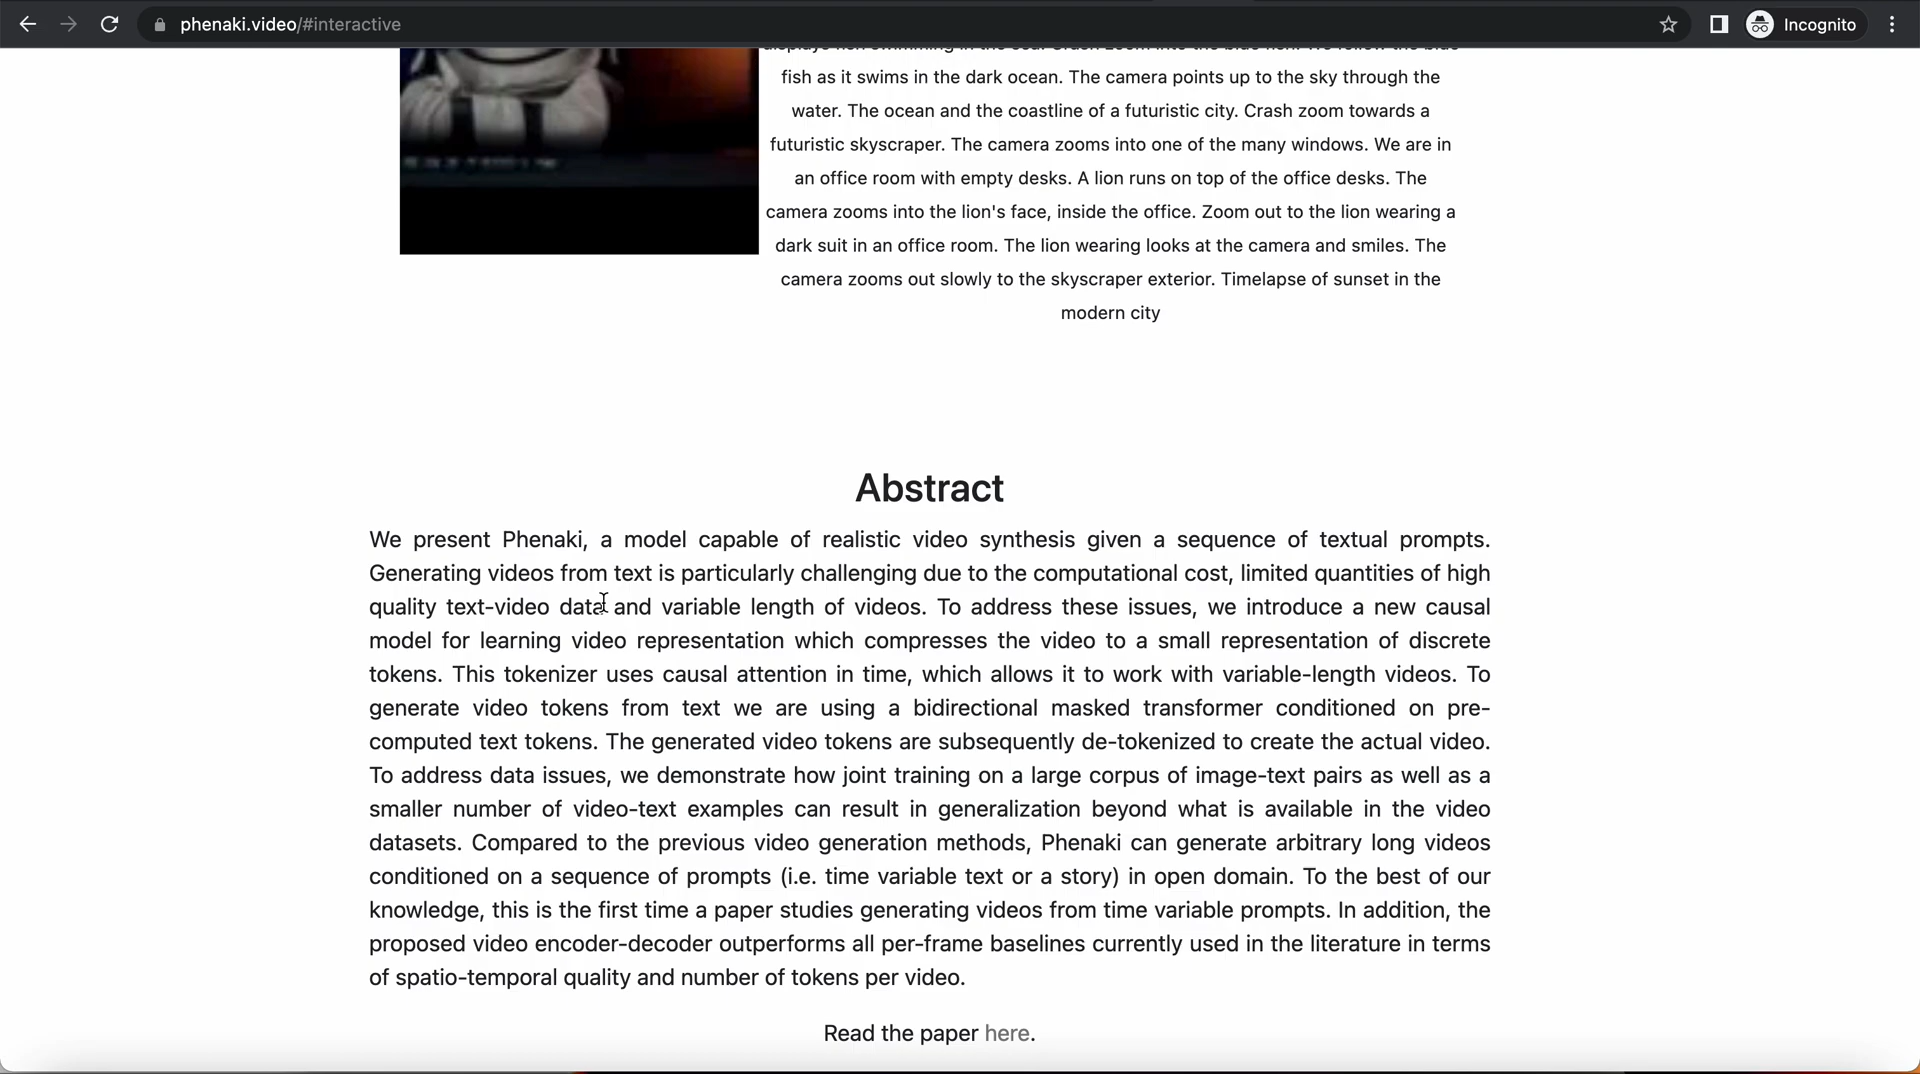 phenaki.video/#interactive
Incognito
displays fish swimming in the sea. Crash zoom into the blue fish. We follow the blue
fish as it swims in the dark ocean. The camera points up to the sky through the
water. The ocean and the coastline of a futuristic city. Crash zoom towards a
futuristic skyscraper. The camera zooms into one of the many windows. We are in
an office room with empty desks. A lion runs on top of the office desks. The
camera zooms into the lion's face, inside the office. Zoom out to the lion wearing a
dark suit in an office room. The lion wearing looks at the camera and smiles. The
camera zooms out slowly to the skyscraper exterior. Timelapse of sunset in the
modern city
Abstract
We present Phenaki, a model capable of realistic video synthesis given a sequence of textual prompts.
Generating videos from text is particularly challenging due to the computational cost, limited quantities of high
quality text-video data and variable length of videos. To address these issues, we introduce a new causal
model for learning video representation which compresses the video to a small representation of discrete
tokens. This tokenizer uses causal attention in time, which allows it to work with variable-length videos. To
generate video tokens from text we are using a bidirectional masked transformer conditioned on pre-
computed text tokens. The generated video tokens are subsequently de-tokenized to create the actual video.
To address data issues, we demonstrate how joint training on a large corpus of image-text pairs as well as a
smaller number of video-text examples can result in generalization beyond what is available in the video
datasets. Compared to the previous video generation methods, Phenaki can generate arbitrary long videos
conditioned on a sequence of prompts (i.e. time variable text or a story) in open domain. To the best of our
knowledge, this is the first time a paper studies generating videos from time variable prompts. In addition, the
proposed video encoder-decoder outperforms all per-frame baselines currently used in the literature in terms
of spatio-temporal quality and number of tokens per video.
Read the paper here.